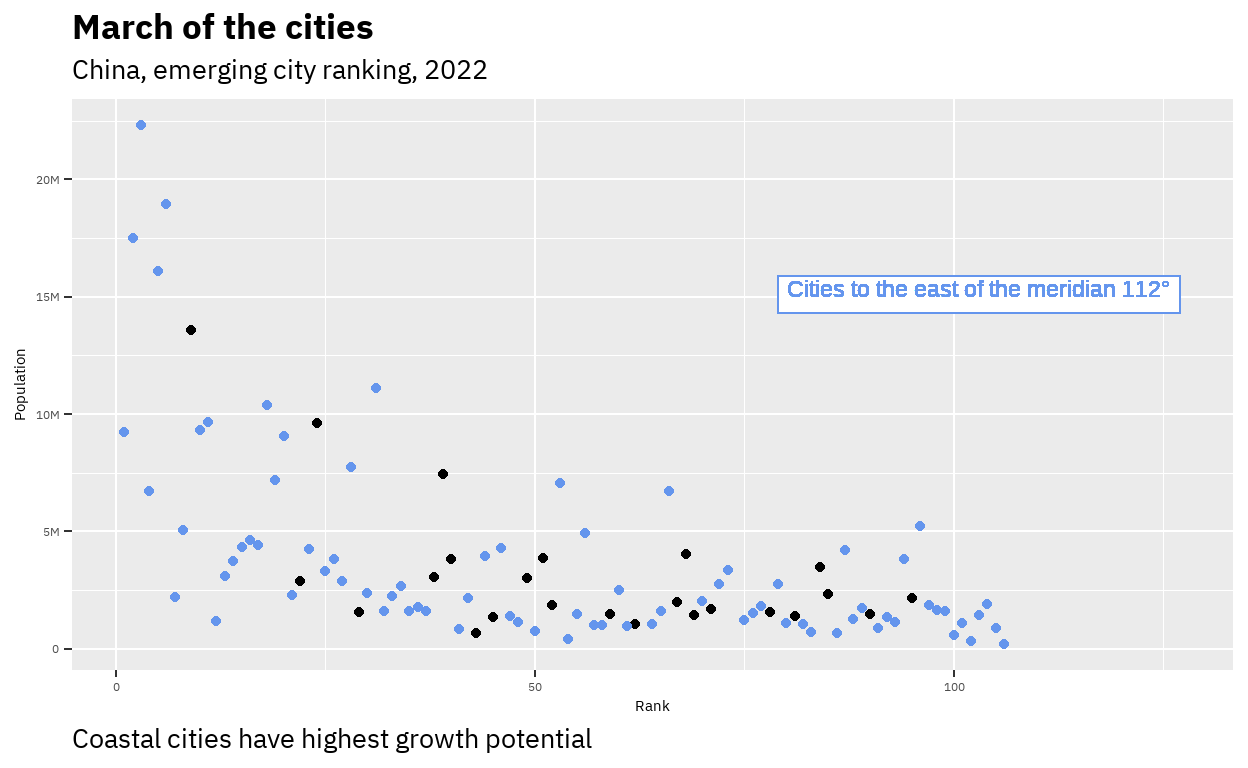 March of the cities
China, emerging city ranking, 2022
20M
15M
10M
5M
0
Population
Cities to the east of the meridian 112°
0
50
100
Rank
Coastal cities have highest growth potential